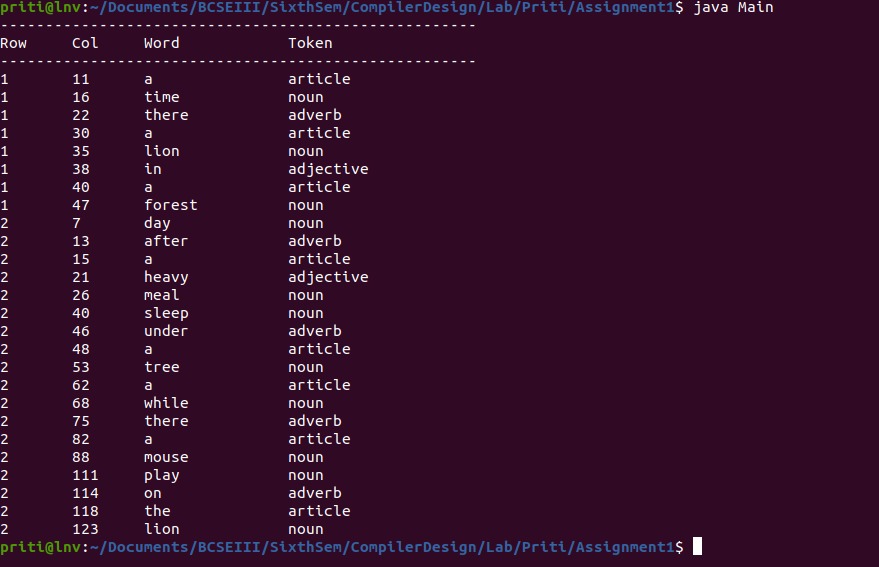 priti@lnv:~/Documents/BCSEIII/SixthSem/CompilerDesign/Lab/Priti/Assignment1$ java Main
-----------------------------------------------------
Row     Col     Word            Token
-----------------------------------------------------
1       11      a               article
1       16      time            noun
1       22      there           adverb
1       30      a               article
1       35      lion            noun
1       38      in              adjective
1       40      a               article
1       47      forest          noun
2       7       day             noun
2       13      after           adverb
2       15      a               article
2       21      heavy           adjective
2       26      meal            noun
2       40      sleep           noun
2       46      under           adverb
2       48      a               article
2       53      tree            noun
2       62      a               article
2       68      while           noun
2       75      there           adverb
2       82      a               article
2       88      mouse           noun
2       111     play            noun
2       114     on              adverb
2       118     the             article
2       123     lion            noun
priti@lnv:~/Documents/BCSEIII/SixthSem/CompilerDesign/Lab/Priti/Assignment1$